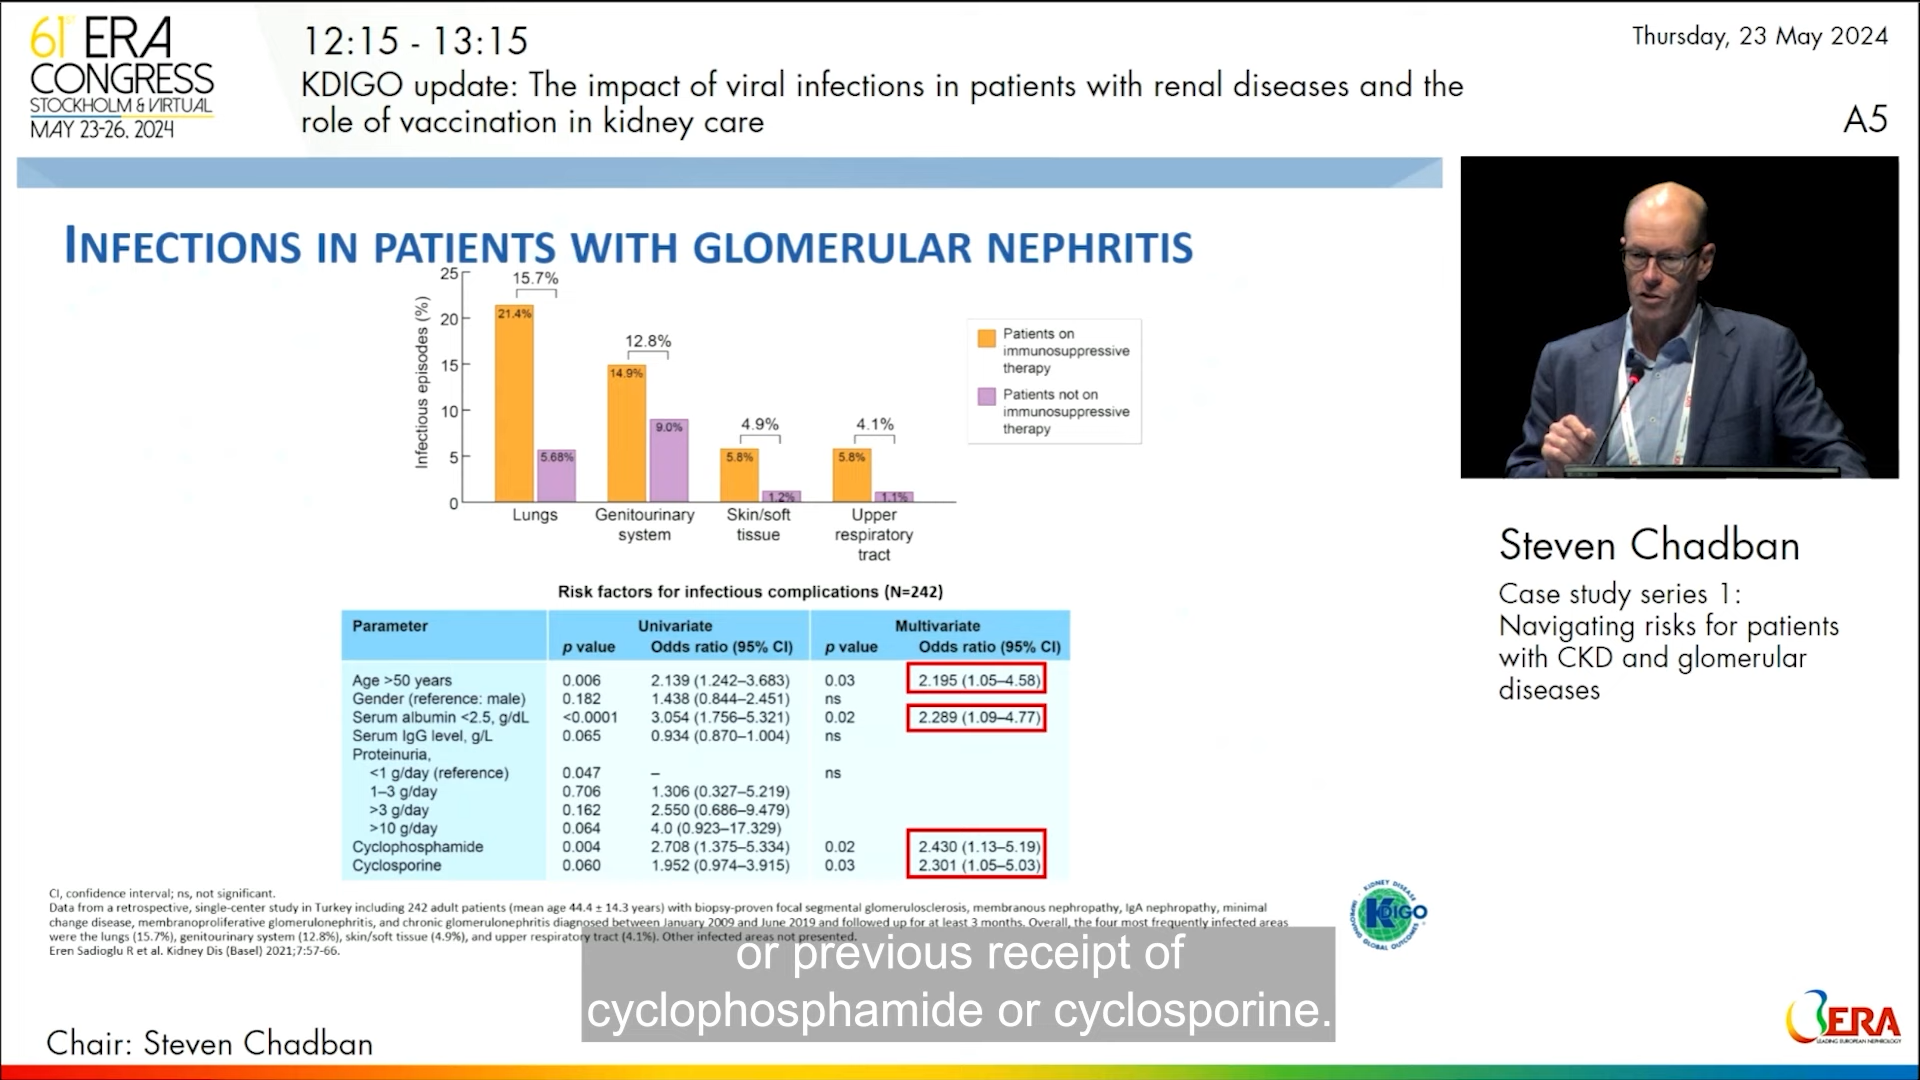 61st ERA
CONGRESS
STOCKHOLM & VIRTUAL
MAY 23-26, 2024
12:15 - 13:15
KDIGO update: The impact of viral infections in patients with renal diseases and the
role of vaccination in kidney care
Thursday, 23 May 2024
A5
INFECTIONS IN PATIENTS WITH GLOMERULAR NEPHRITIS
Infectious episodes (%)
25
20
15
10
5
0
15.7%
21.4%
5.68%
12.8%
14.9%
9.0%
4.9%
5.8%
1.2%
4.1%
5.8%
1.1%
Lungs
Genitourinary
system
Skin/soft
tissue
Upper
respiratory
tract
Patients on
immunosuppressive
therapy
Patients not on
immunosuppressive
therapy
Risk factors for infectious complications (N=242)
Parameter Univariate Multivariate
p value Odds ratio (95% CI) p value Odds ratio (95% CI)
Age >50 years 0.006 2.139 (1.242–3.683) 0.03 2.195 (1.05–4.58)
Gender (reference: male) 0.182 1.438 (0.844–2.451) ns
Serum albumin <2.5, g/dL <0.0001 3.054 (1.756–5.321) 0.02 2.289 (1.09–4.77)
Serum IgG level, g/L 0.065 0.934 (0.870–1.004) ns
Proteinuria,
<1 g/day (reference) 0.047 – ns
1–3 g/day 0.706 1.306 (0.327–5.219)
>3 g/day 0.162 2.550 (0.686–9.479)
>10 g/day 0.064 4.0 (0.923–17.329)
Cyclophosphamide 0.004 2.708 (1.375–5.334) 0.02 2.430 (1.13–5.19)
Cyclosporine 0.060 1.952 (0.974–3.915) 0.03 2.301 (1.05–5.03)
CI, confidence interval; ns, not significant.
Data from a retrospective, single-center study in Turkey including 242 adult patients (mean age 44.4 ± 14.3 years) with biopsy-proven focal segmental glomerulosclerosis, membranous nephropathy, IgA nephropathy, minimal
change disease, membranoproliferative glomerulonephritis, and chronic glomerulonephritis diagnosed between January 2009 and June 2019 and followed up for at least 3 months. Overall, the four most frequently infected areas
were the lungs (15.7%), genitourinary system (12.8%), skin/soft tissue (4.9%), and upper respiratory tract (4.1%). Other infected areas not presented.
Eren Sadioglu R et al. Kidney Dis (Basel) 2021;7:57-66.
KIDNEY DISEASE
KDIGO
IMPROVING GLOBAL OUTCOMES
Steven Chadban
Case study series 1:
Navigating risks for patients
with CKD and glomerular
diseases
or previous receipt of
cyclophosphamide or cyclosporine.
Chair: Steven Chadban
ERA
LEADING EUROPEAN NEPHROLOGY